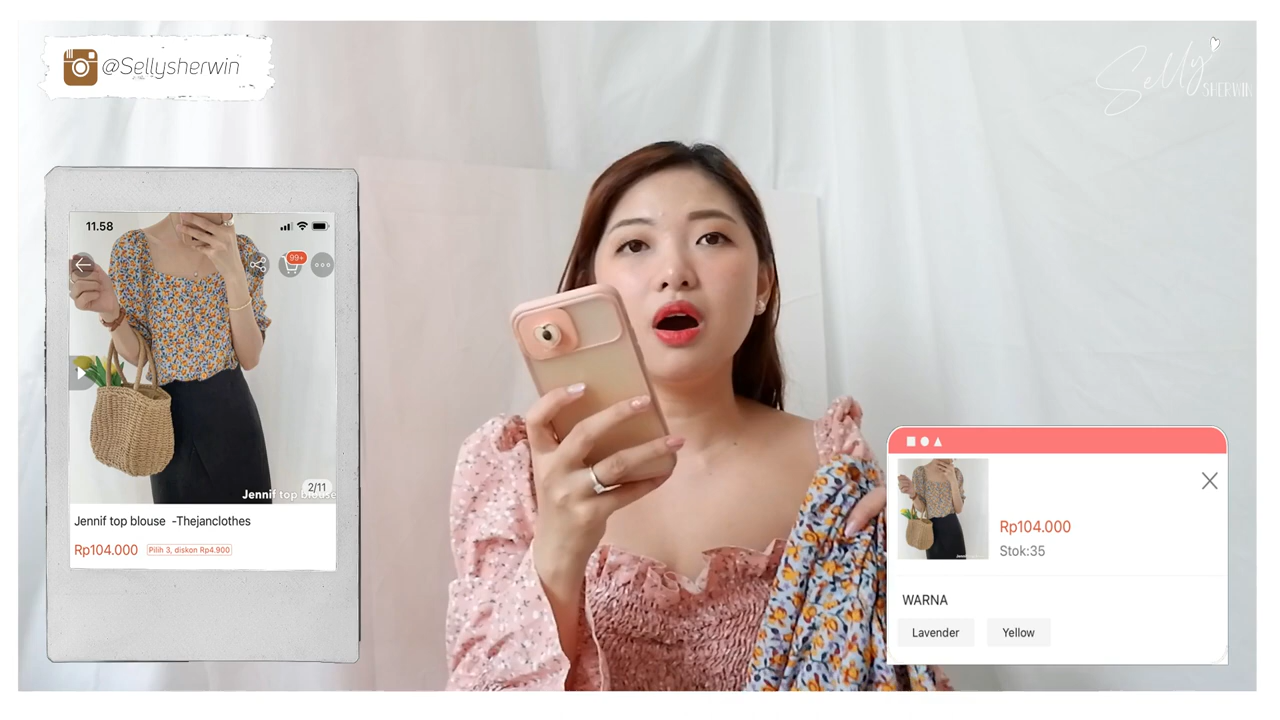 @Sellysherwin
Selly
SHERWIN
11.58
99+
2/11
Jennif top blouse
Jennif top blouse -Thejanclothes
Rp104.000
Pilih 3, diskon Rp4.900
Rp104.000
Stok:35
WARNA
Lavender
Yellow